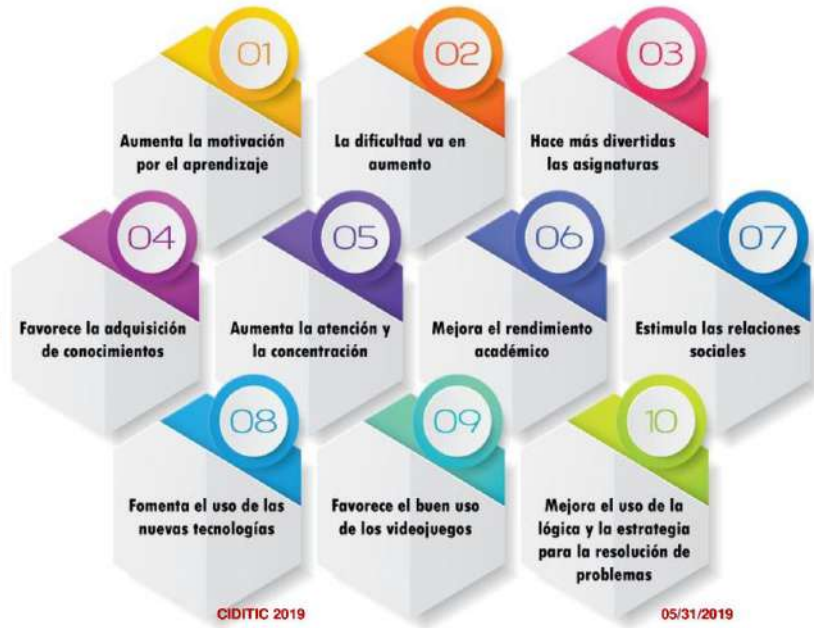 01
Aumenta la motivación
por el aprendizaje
02
La dificultad va en
aumento
03
Hace más divertidas
las asignaturas
04
Favorece la adquisición
de conocimientos
05
Aumenta la atención y
la concentración
06
Mejora el rendimiento
académico
07
Estimula las relaciones
sociales
08
Fomenta el uso de las
nuevas tecnologías
09
Favorece el buen uso
de los videojuegos
10
Mejora el uso de la
lógica y la estrategia
para la resolución de
problemas
CIDITIC 2019
05/31/2019